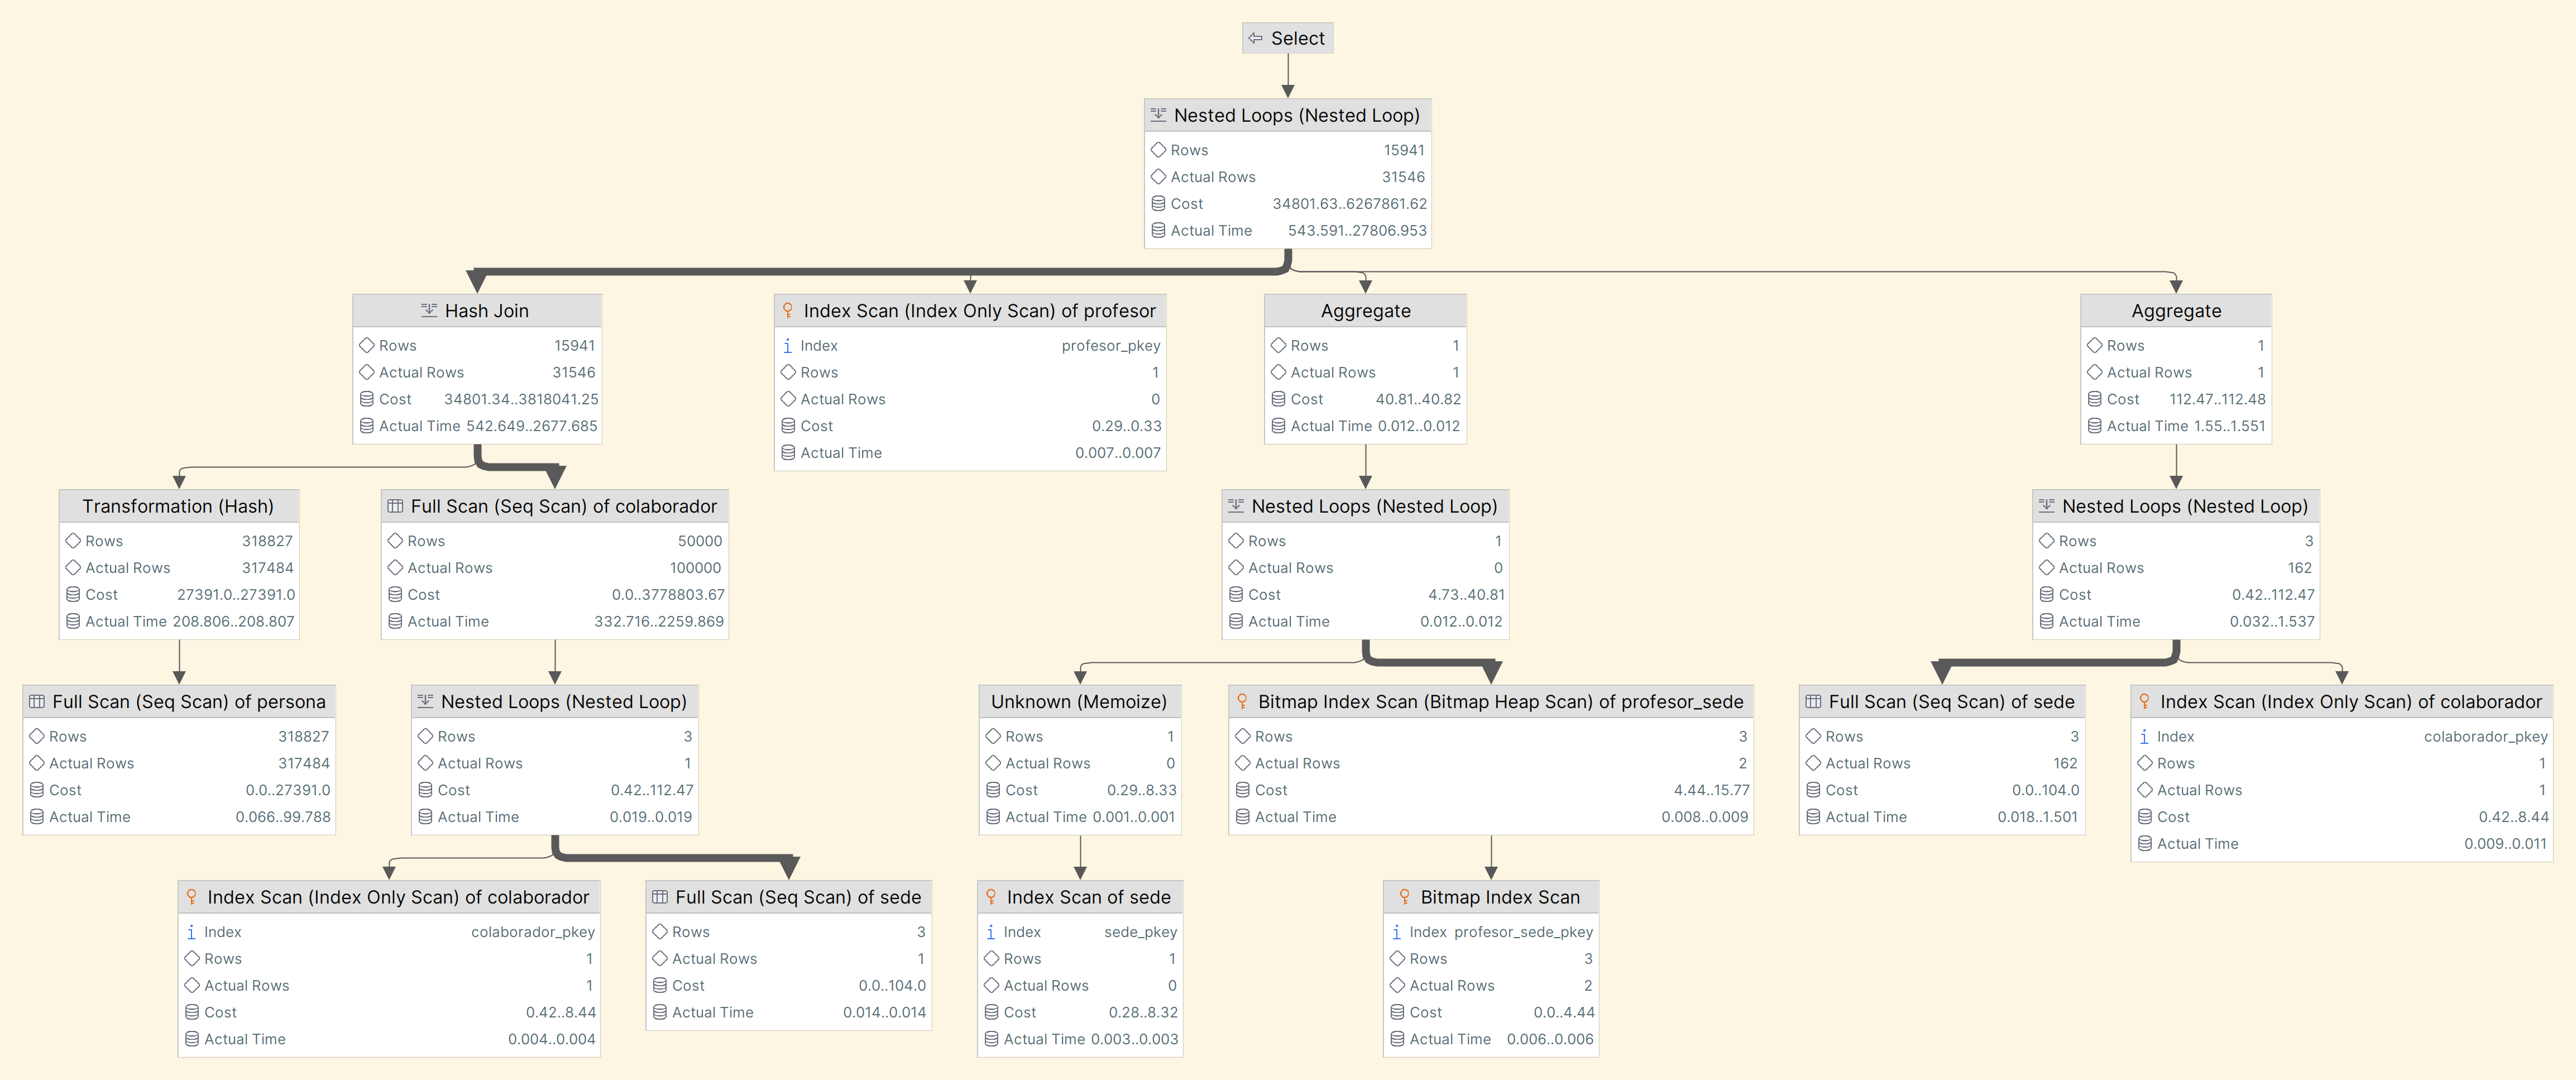 Select
Nested Loops (Nested Loop)
Rows 15941
Actual Rows 31546
Cost 34801.63..6267861.62
Actual Time 543.591..27806.953
Hash Join
Rows 15941
Actual Rows 31546
Cost 34801.34..3818041.25
Actual Time 542.649..2677.685
Index Scan (Index Only Scan) of profesor
Index profesor_pkey
Rows 1
Actual Rows 0
Cost 0.29..0.33
Actual Time 0.007..0.007
Aggregate
Rows 1
Actual Rows 1
Cost 40.81..40.82
Actual Time 0.012..0.012
Aggregate
Rows 1
Actual Rows 1
Cost 112.47..112.48
Actual Time 1.55..1.551
Transformation (Hash)
Rows 318827
Actual Rows 317484
Cost 27391.0..27391.0
Actual Time 208.806..208.807
Full Scan (Seq Scan) of colaborador
Rows 50000
Actual Rows 100000
Cost 0.0..3778803.67
Actual Time 332.716..2259.869
Nested Loops (Nested Loop)
Rows 1
Actual Rows 0
Cost 4.73..40.81
Actual Time 0.012..0.012
Nested Loops (Nested Loop)
Rows 3
Actual Rows 162
Cost 0.42..112.47
Actual Time 0.032..1.537
Full Scan (Seq Scan) of persona
Rows 318827
Actual Rows 317484
Cost 0.0..27391.0
Actual Time 0.066..99.788
Nested Loops (Nested Loop)
Rows 3
Actual Rows 1
Cost 0.42..112.47
Actual Time 0.019..0.019
Unknown (Memoize)
Rows 1
Actual Rows 0
Cost 0.29..8.33
Actual Time 0.001..0.001
Bitmap Index Scan (Bitmap Heap Scan) of profesor_sede
Rows 3
Actual Rows 2
Cost 4.44..15.77
Actual Time 0.008..0.009
Full Scan (Seq Scan) of sede
Rows 3
Actual Rows 162
Cost 0.0..104.0
Actual Time 0.018..1.501
Index Scan (Index Only Scan) of colaborador
Index colaborador_pkey
Rows 1
Actual Rows 1
Cost 0.42..8.44
Actual Time 0.009..0.011
Index Scan (Index Only Scan) of colaborador
Index colaborador_pkey
Rows 1
Actual Rows 1
Cost 0.42..8.44
Actual Time 0.004..0.004
Full Scan (Seq Scan) of sede
Rows 3
Actual Rows 1
Cost 0.0..104.0
Actual Time 0.014..0.014
Index Scan of sede
Index sede_pkey
Rows 1
Actual Rows 0
Cost 0.28..8.32
Actual Time 0.003..0.003
Bitmap Index Scan
Index profesor_sede_pkey
Rows 3
Actual Rows 2
Cost 0.0..4.44
Actual Time 0.006..0.006